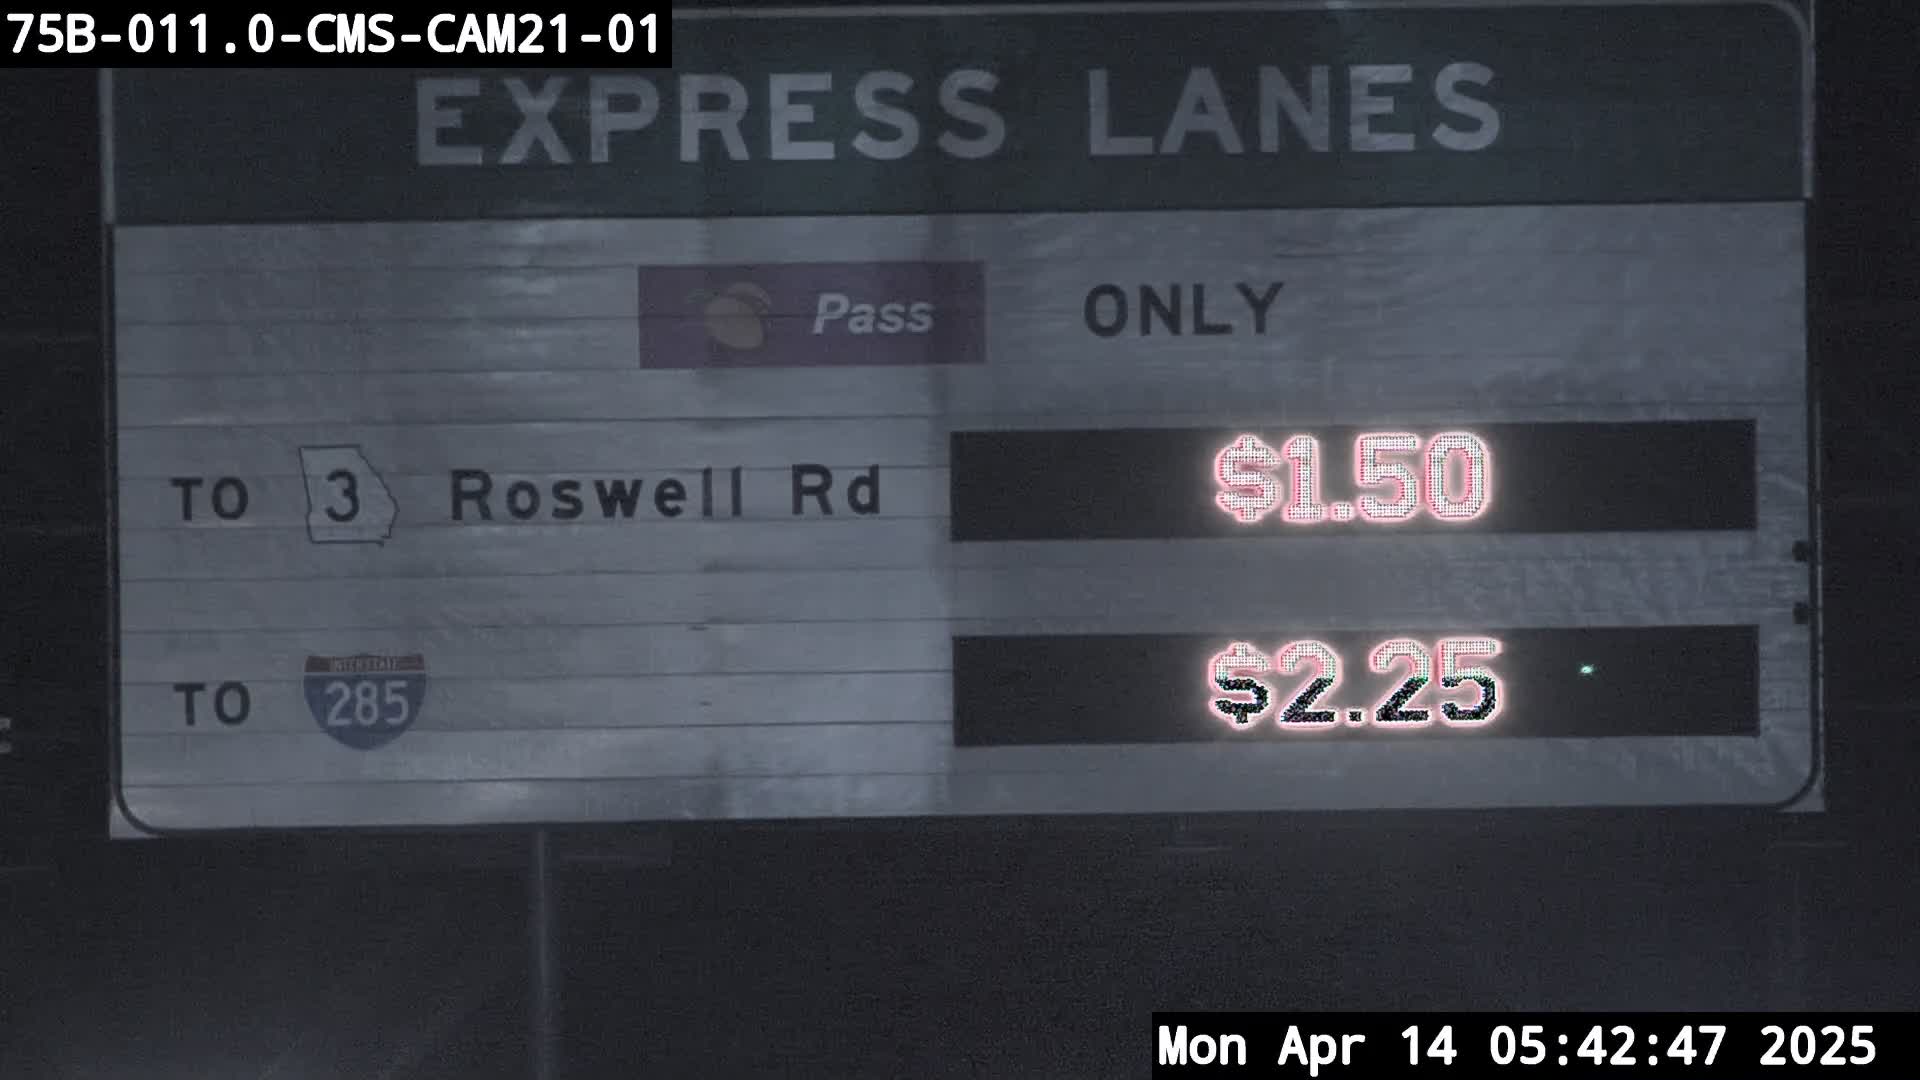 75B-011.0-CMS-CAM21-01
EXPRESS LANES
Pass ONLY
TO 3 Roswell Rd $1.50
TO INTERSTATE 285 $2.25
Mon Apr 14 05:42:47 2025